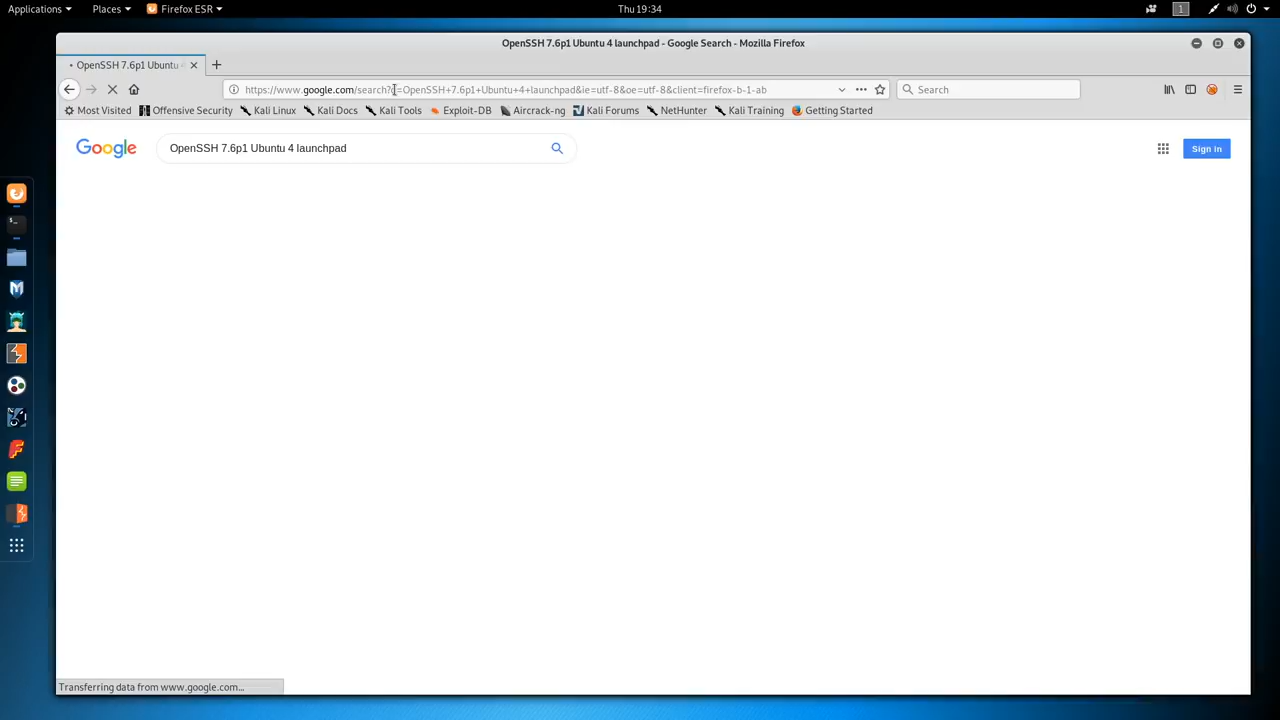 Applications Places Firefox ESR Thu 19:34 1
OpenSSH 7.6p1 Ubuntu 4 launchpad - Google Search - Mozilla Firefox
OpenSSH 7.6p1 Ubuntu
https://www.google.com/search?q=OpenSSH+7.6p1+Ubuntu+4+launchpad&ie=utf-8&oe=utf-8&client=firefox-b-1-ab Search
Most Visited Offensive Security Kali Linux Kali Docs Kali Tools Exploit-DB Aircrack-ng Kali Forums NetHunter Kali Training Getting Started
Google OpenSSH 7.6p1 Ubuntu 4 launchpad Sign in
Transferring data from www.google.com...